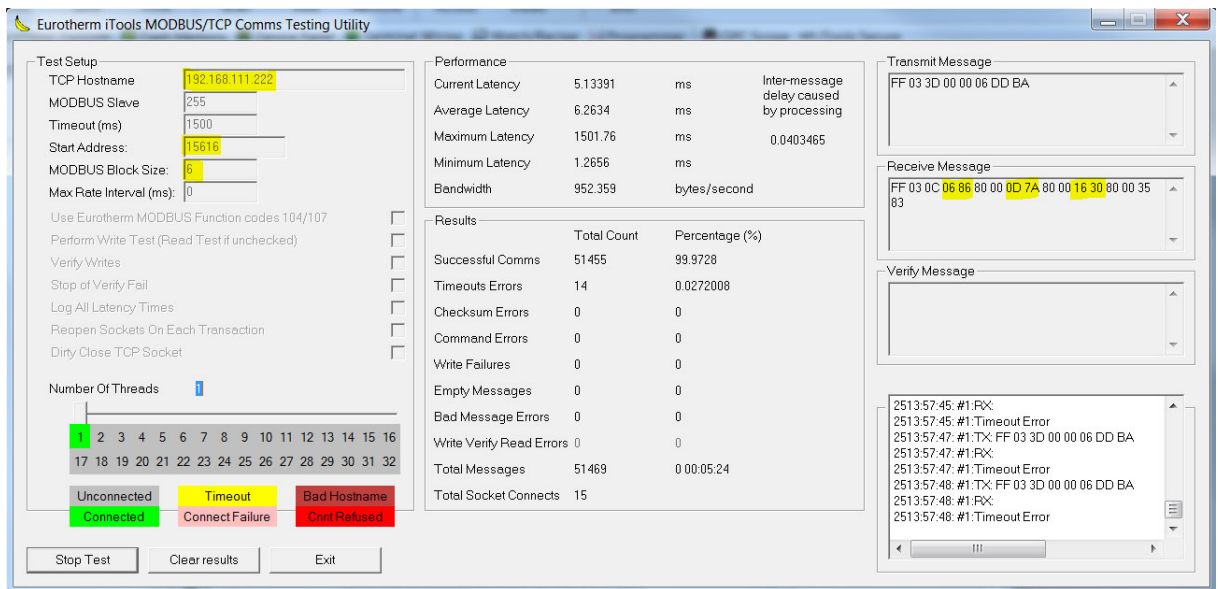 Eurotherm iTools MODBUS/TCP Comms Testing Utility
Test Setup
TCP Hostname 192.168.111.222
MODBUS Slave 255
Timeout (ms) 1500
Start Address: 15616
MODBUS Block Size: 6
Max Rate Interval (ms): 0
Use Eurotherm MODBUS Function codes 104/107
Perform Write Test (Read Test if unchecked)
Verify Writes
Stop of Verify Fail
Log All Latency Times
Reopen Sockets On Each Transaction
Dirty Close TCP Socket
Number Of Threads 1
1 2 3 4 5 6 7 8 9 10 11 12 13 14 15 16
17 18 19 20 21 22 23 24 25 26 27 28 29 30 31 32
Unconnected Timeout Bad Hostname
Connected Connect Failure Cnnt Refused
Stop Test Clear results Exit
Performance
Current Latency 5.13391 ms
Average Latency 6.2634 ms
Maximum Latency 1501.76 ms
Minimum Latency 1.2656 ms
Bandwidth 952.359 bytes/second
Inter-message
delay caused
by processing
0.0403465
Results
Total Count Percentage (%)
Successful Comms 51455 99.9728
Timeouts Errors 14 0.0272008
Checksum Errors 0 0
Command Errors 0 0
Write Failures 0 0
Empty Messages 0 0
Bad Message Errors 0 0
Write Verify Read Errors 0 0
Total Messages 51469 0 00:05:24
Total Socket Connects 15
Transmit Message
FF 03 3D 00 00 06 DD BA
Receive Message
FF 03 0C 06 86 80 00 0D 7A 80 00 16 30 80 00 35
83
Verify Message
2513:57:45: #1:RX:
2513:57:45: #1:Timeout Error
2513:57:47: #1:TX: FF 03 3D 00 00 06 DD BA
2513:57:47: #1:RX:
2513:57:47: #1:Timeout Error
2513:57:48: #1:TX: FF 03 3D 00 00 06 DD BA
2513:57:48: #1:RX:
2513:57:48: #1:Timeout Error